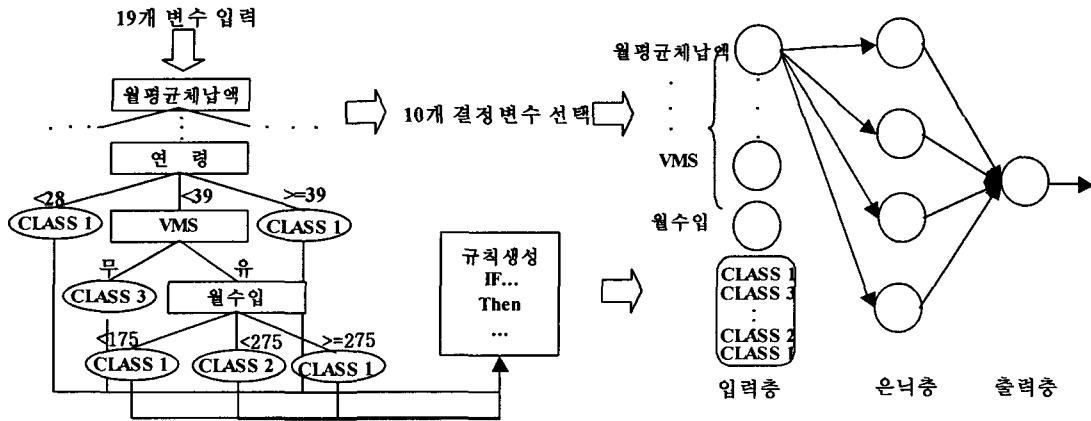 19개 변수 입력
월평균체납액
연 령
<28
<39
>=39
CLASS 1
VMS
CLASS 1
무
유
CLASS 3
월수입
<175
<275
>=275
CLASS 1
CLASS 2
CLASS 1
10개 결정변수 선택
규칙생성
IF...
Then
...
월평균체납액
VMS
월수입
CLASS 1
CLASS 3
CLASS 2
CLASS 1
입력층
은닉층
출력층